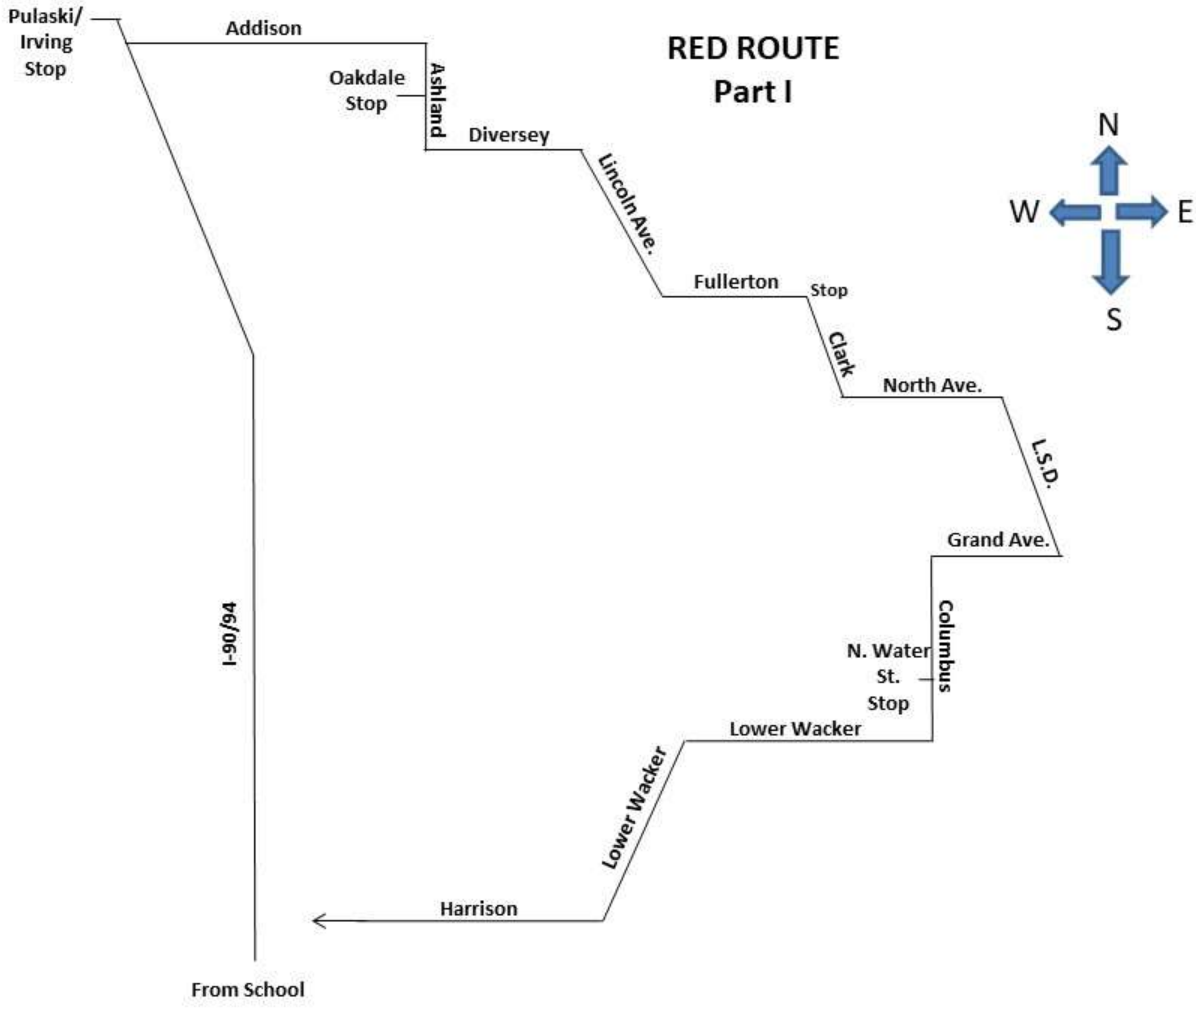 Pulaski/
Irving
Stop
Addison
RED ROUTE
Part I
Oakdale
Stop
Ashland
Diversey
Lincoln Ave.
N
W
E
S
Fullerton
Stop
Clark
North Ave.
L.S.D.
Grand Ave.
Columbus
N. Water
St.
Stop
I-90/94
Lower Wacker
Lower Wacker
Harrison
From School